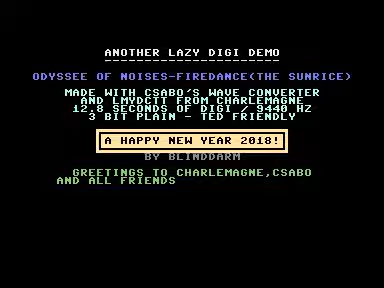 ANOTHER LAZY DIGI DEMO
----------------------
ODYSSEE OF NOISES-FIREDANCE(THE SUNRICE)
MADE WITH CSABO'S WAVE CONVERTER
AND LMYDCTT FROM CHARLEMAGNE
12.8 SECONDS OF DIGI / 9440 HZ
3 BIT PLAIN - TED FRIENDLY
A HAPPY NEW YEAR 2018!
BY BLINDDARM
GREETINGS TO CHARLEMAGNE,CSABO
AND ALL FRIENDS